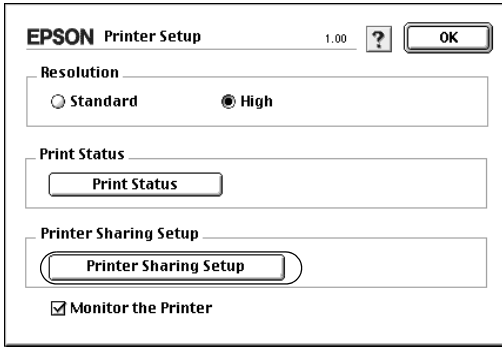 EPSON Printer Setup 1.00 ? OK
Resolution
Standard High
Print Status
Print Status
Printer Sharing Setup
Printer Sharing Setup
Monitor the Printer